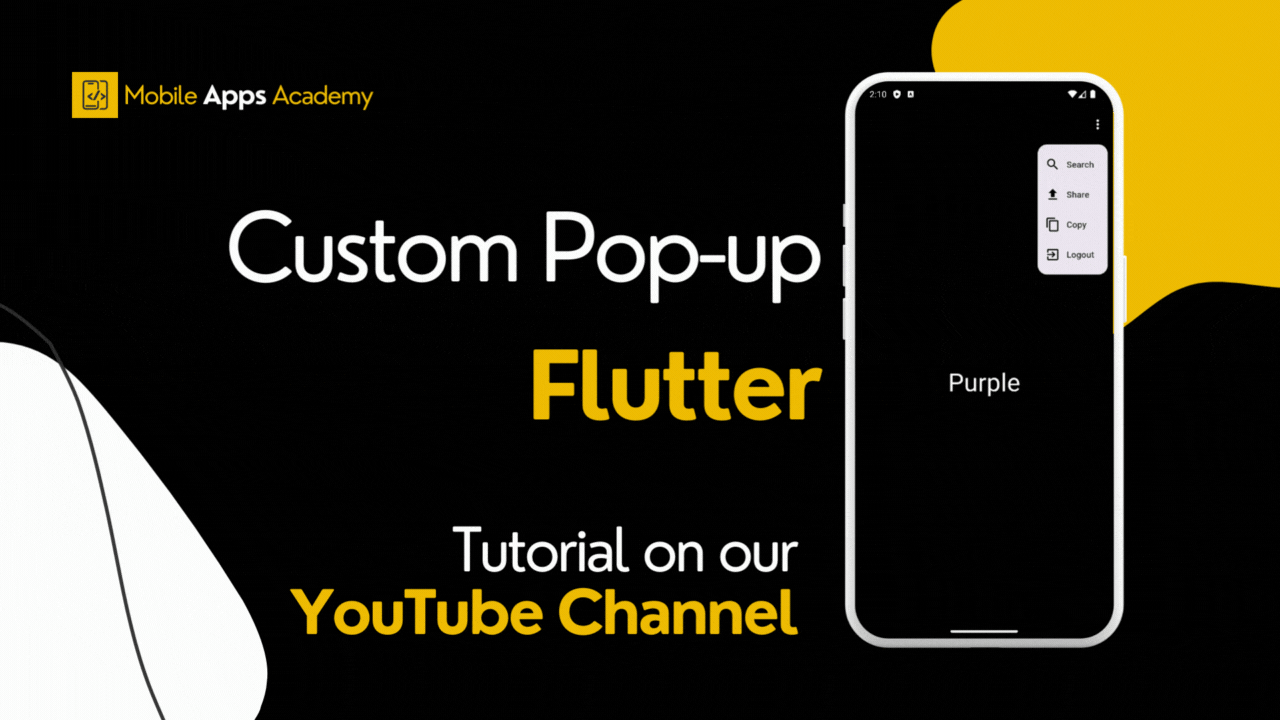 Mobile Apps Academy
Custom Pop-up
Flutter
Tutorial on our
YouTube Channel
2:10
Search
Share
Copy
Logout
Purple